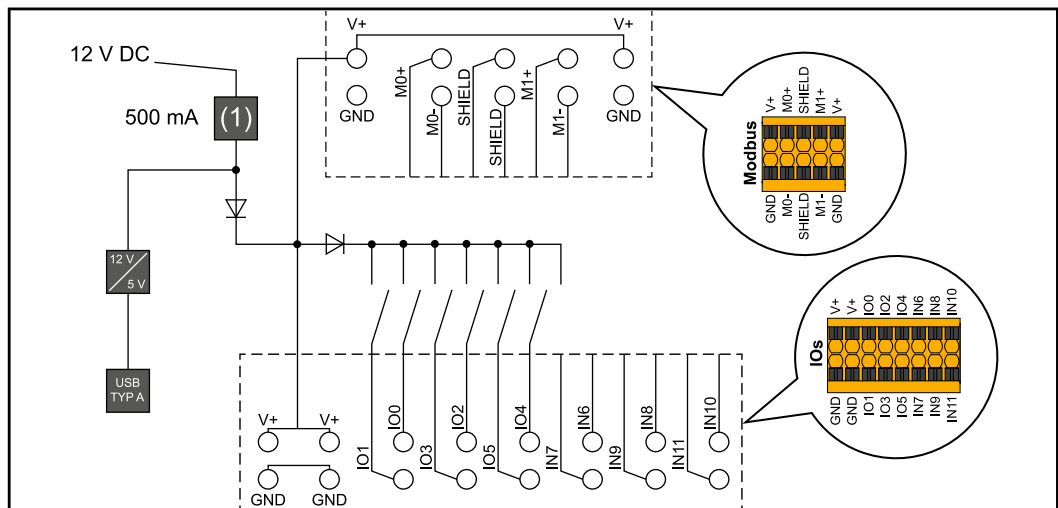 12 V DC
500 mA
(1)
12 V
5 V
USB
TYP A
V+
V+
GND
GND
M0+
M0-
SHIELD
SHIELD
M1+
M1-
Modbus
V+
M0+
SHIELD
M1+
V+
GND
M0-
SHIELD
M1-
GND
IOs
V+
V+
IO0
IO2
IO4
IN6
IN8
IN10
GND
GND
IO1
IO3
IO5
IN7
IN9
IN11
V+
V+
GND
GND
IO1
IO0
IO3
IO2
IO5
IO4
IN7
IN6
IN9
IN8
IN11
IN10